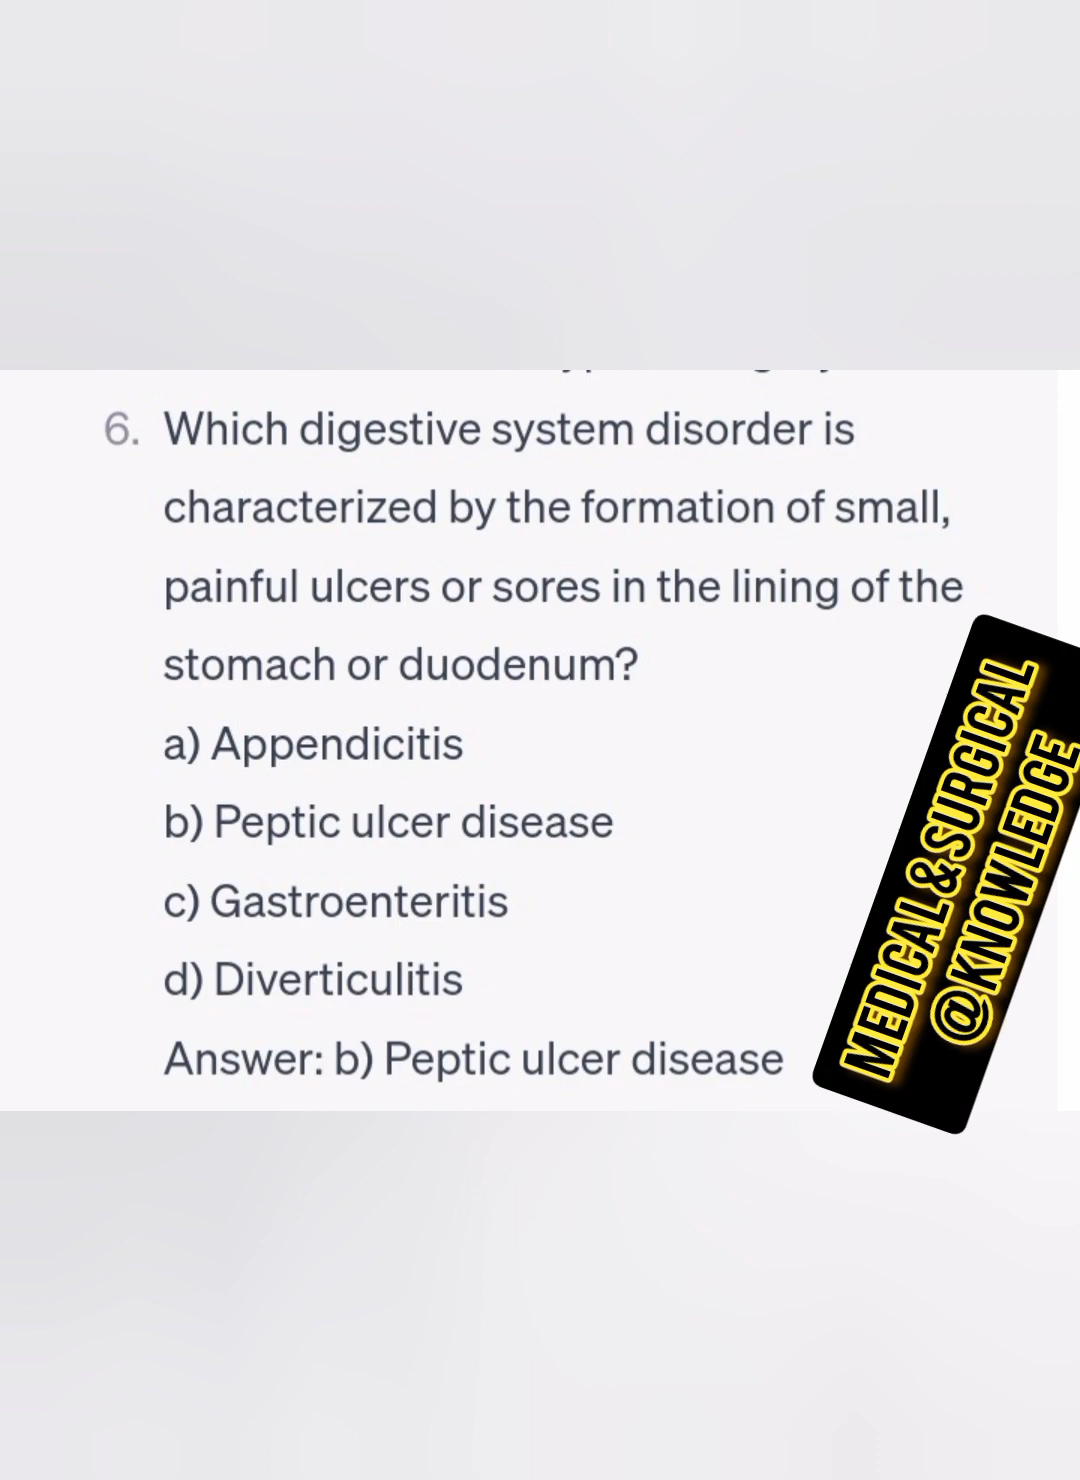 6. Which digestive system disorder is
characterized by the formation of small,
painful ulcers or sores in the lining of the
stomach or duodenum?
a) Appendicitis
b) Peptic ulcer disease
c) Gastroenteritis
d) Diverticulitis
Answer: b) Peptic ulcer disease
MEDICAL&SURGICAL
@KNOWLEDGE